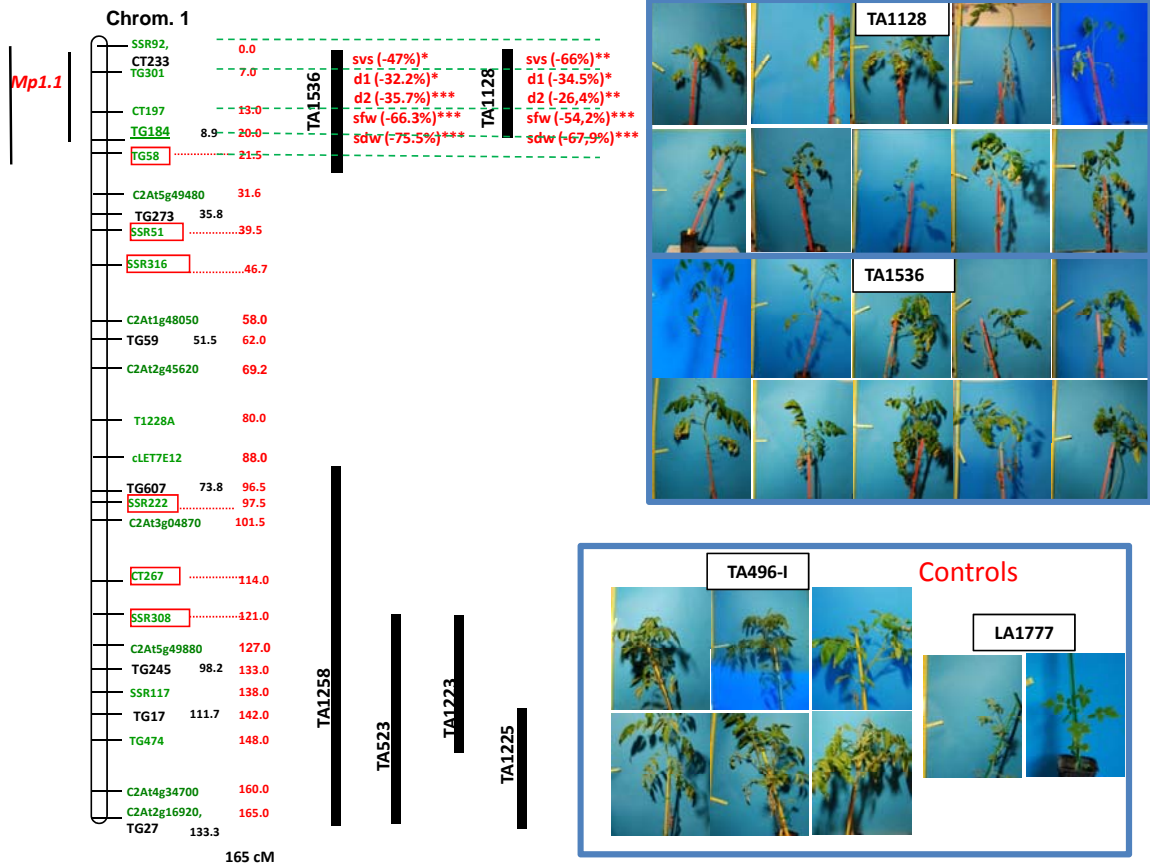 Chrom. 1
SSR92, 0.0
CT233
TG301 7.0
Mp1.1
CT197 13.0
TG184 8.9 20.0
TG58 21.5
C2At5g49480 31.6
TG273 35.8
SSR51 39.5
SSR316 46.7
C2At1g48050 58.0
TG59 51.5 62.0
C2At2g45620 69.2
T1228A 80.0
cLET7E12 88.0
TG607 73.8 96.5
SSR222 97.5
C2At3g04870 101.5
CT267 114.0
SSR308 121.0
C2At5g49880 127.0
TG245 98.2 133.0
SSR117 138.0
TG17 111.7 142.0
TG474 148.0
C2At4g34700 160.0
C2At2g16920, 165.0
TG27 133.3
165 cM
TA1536
svs (-47%)*
d1 (-32.2%)*
d2 (-35.7%)***
sfw (-66.3%)***
sdw (-75.5%)***
TA1128
svs (-66%)**
d1 (-34.5%)*
d2 (-26,4%)**
sfw (-54,2%)***
sdw (-67,9%)***
TA1258
TA523
TA1223
TA1225
TA1128
TA1536
TA496-I
Controls
LA1777